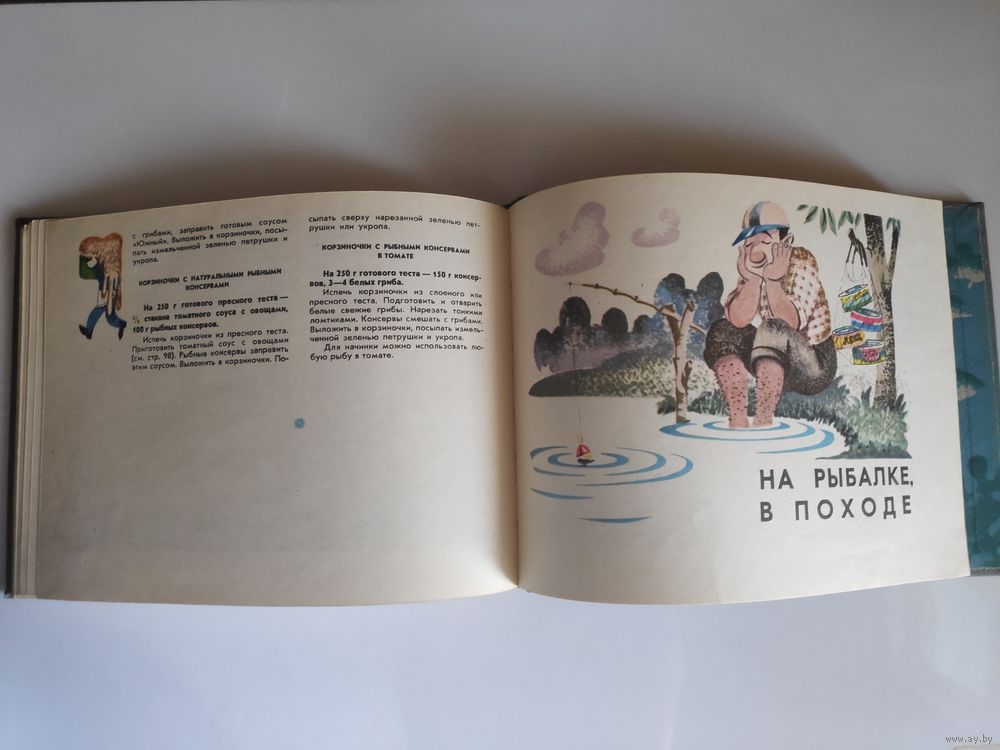 с грибами, заправить готовым соусом
«Южный». Выложить в корзиночки, посы-
пать измельченной зеленью петрушки и
укропа.
КОРЗИНОЧКИ С НАТУРАЛЬНЫМИ РЫБНЫМИ
КОНСЕРВАМИ
На 250 г готового пресного теста —
³/₄ стакана томатного соуса с овощами,
100 г рыбных консервов.
Испечь корзиночки из пресного теста.
Приготовить томатный соус с овощами
(см. стр. 98). Рыбные консервы заправить
этим соусом. Выложить в корзиночки. По-
сыпать сверху нарезанной зеленью пет-
рушки или укропа.
КОРЗИНОЧКИ С РЫБНЫМИ КОНСЕРВАМИ
В ТОМАТЕ
На 250 г готового теста — 150 г консер-
вов, 3—4 белых гриба.
Испечь корзиночки из слоеного или
пресного теста. Подготовить и отварить
белые свежие грибы. Нарезать тонкими
ломтиками. Консервы смешать с грибами.
Выложить в корзиночки, посыпать измель-
ченной зеленью петрушки и укропа.
Для начинки можно использовать лю-
бую рыбу в томате.
ЛЕЩ
НА РЫБАЛКЕ,
В ПОХОДЕ
www.ay.by